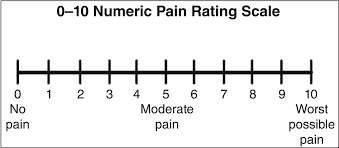 0–10 Numeric Pain Rating Scale
0 1 2 3 4 5 6 7 8 9 10
No pain
Moderate pain
Worst possible pain